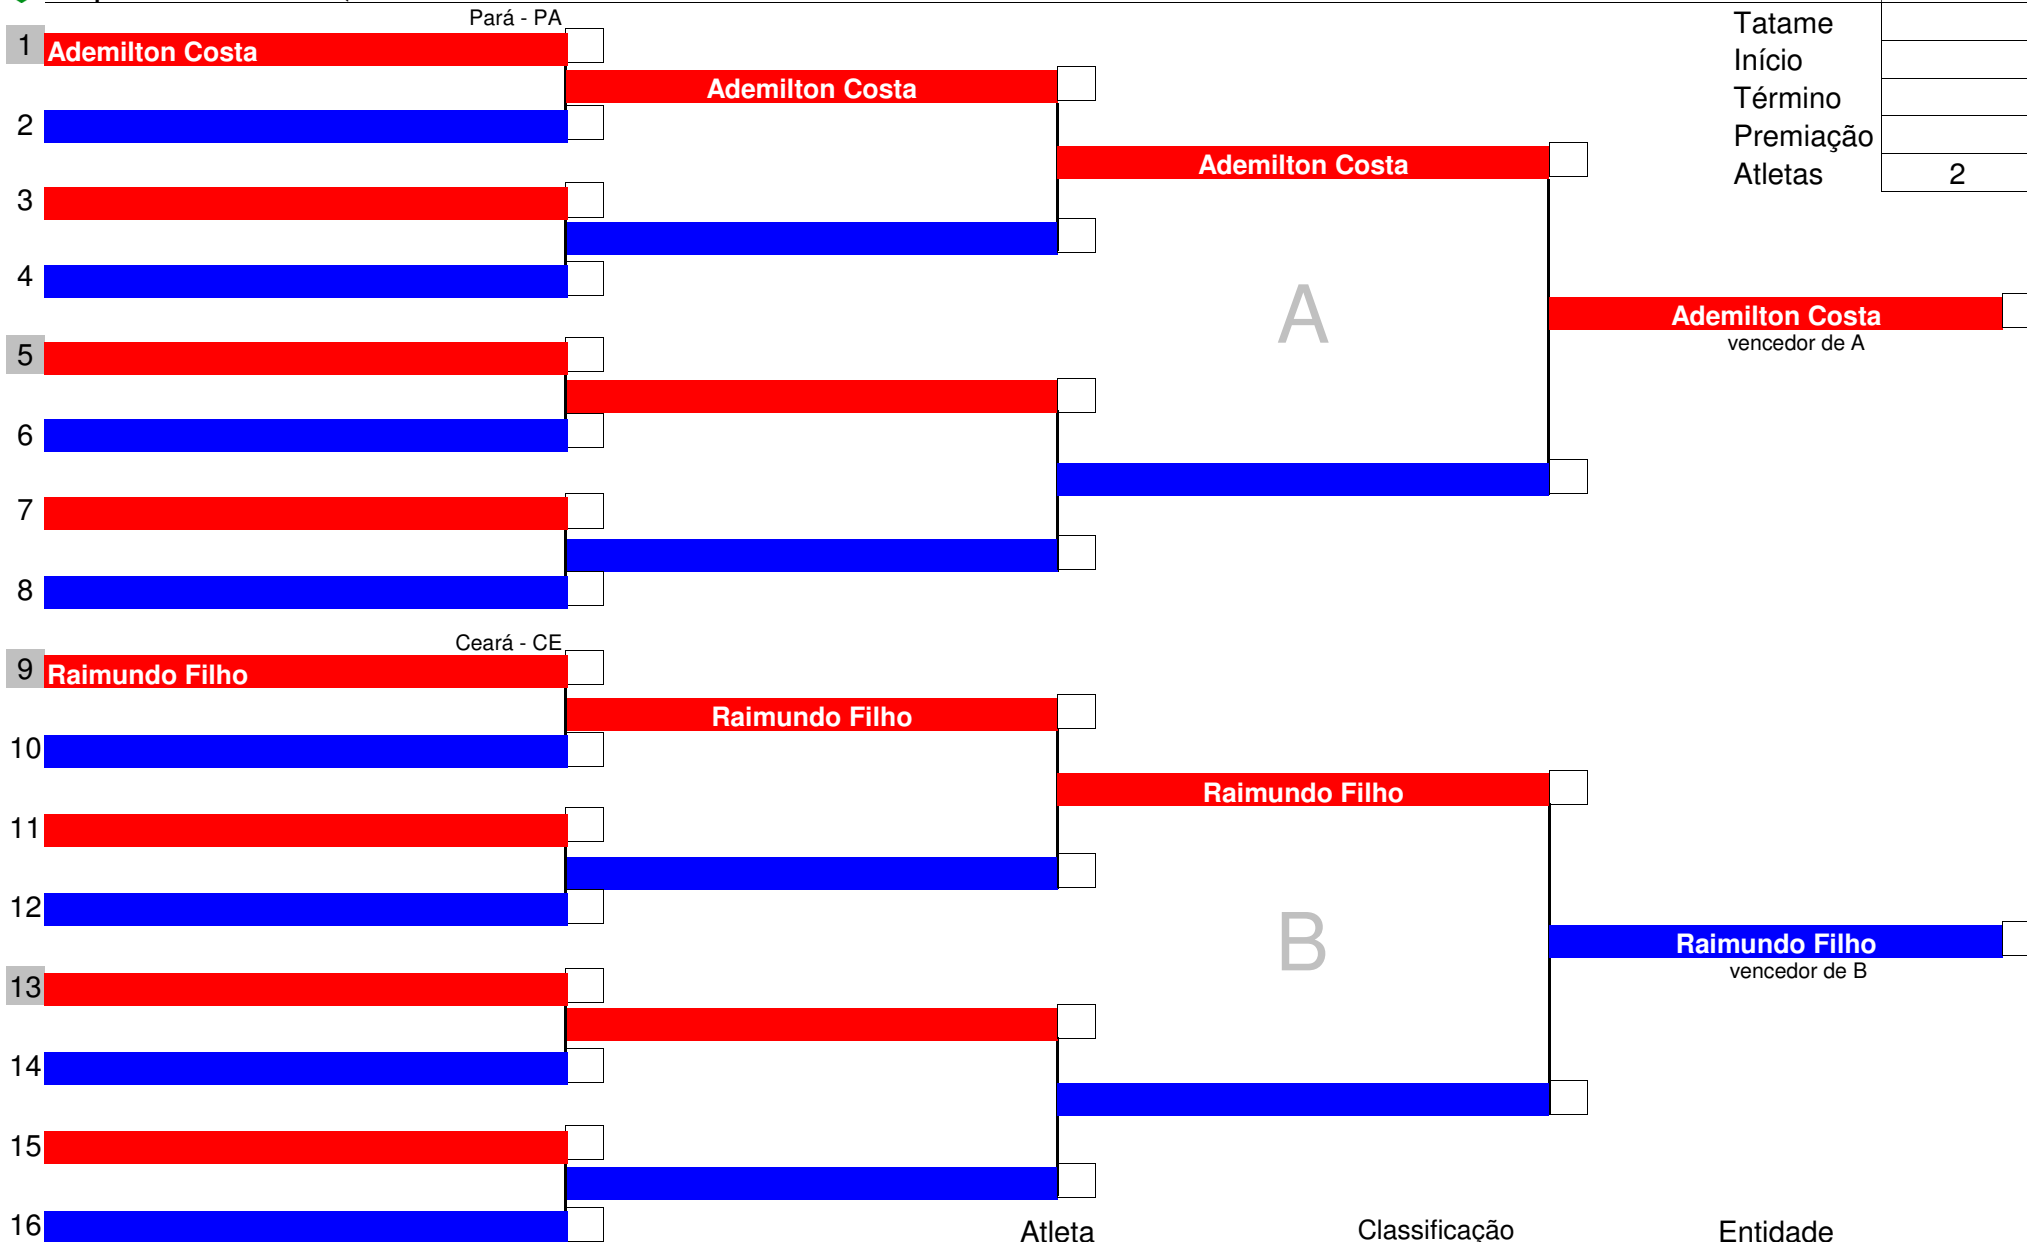 Pará - PA
Tatame
1 Ademilton Costa
Início
Ademilton Costa
Término
2
Premiação
Ademilton Costa
Atletas 2
3
4
A
Ademilton Costa
vencedor de A
5
6
7
8
Ceará - CE
9 Raimundo Filho
Raimundo Filho
10
Raimundo Filho
11
12
B
Raimundo Filho
vencedor de B
13
14
15
16
Atleta Classificação Entidade